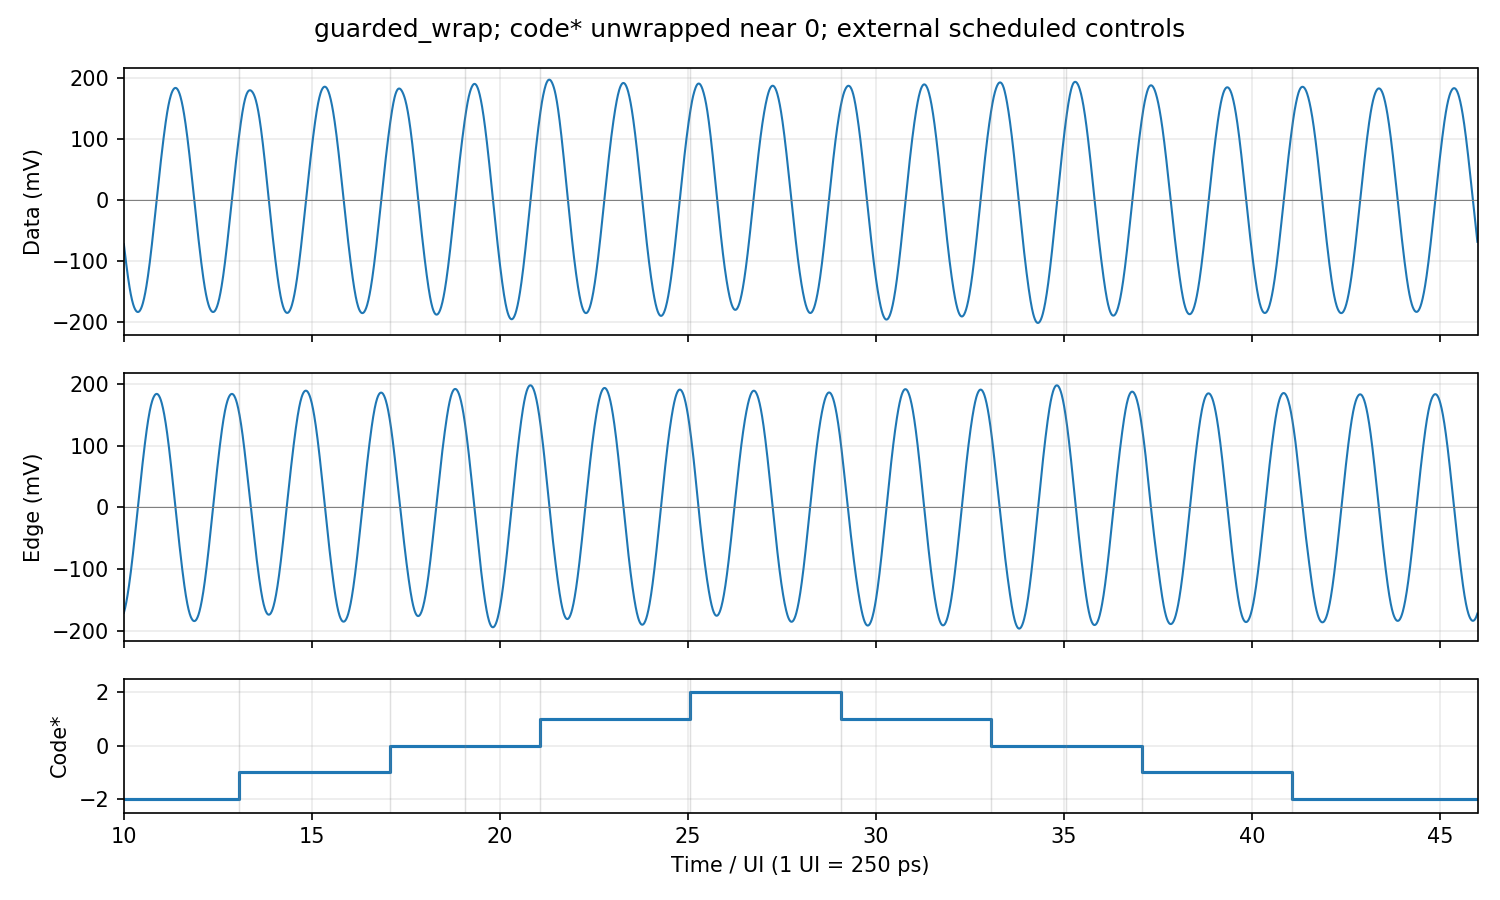 guarded_wrap; code* unwrapped near 0; external scheduled controls
Data (mV)
200
100
0
−100
−200
Edge (mV)
200
100
0
−100
−200
Code*
2
0
−2
10 15 20 25 30 35 40 45
Time / UI (1 UI = 250 ps)